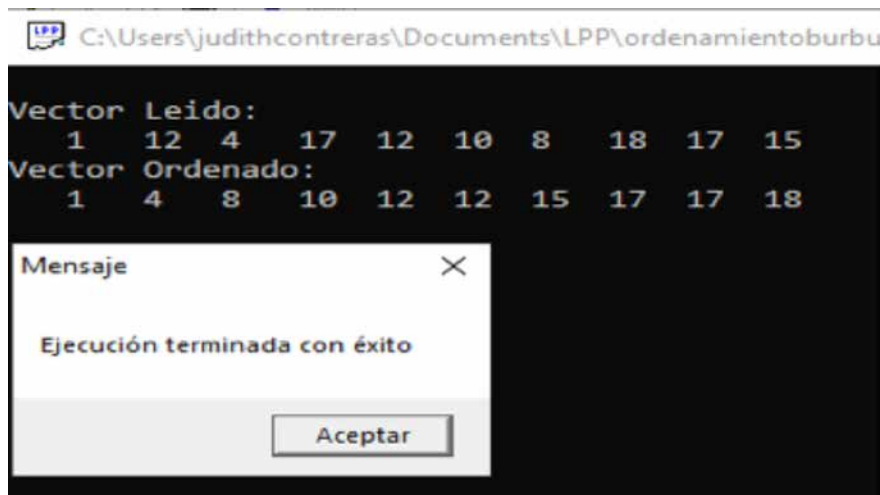 C:\Users\judithcontreras\Documents\LPP\ordenamientoburbu
Vector Leido:
1 12 4 17 12 10 8 18 17 15
Vector Ordenado:
1 4 8 10 12 12 15 17 17 18
Mensaje
Ejecución terminada con éxito
Aceptar